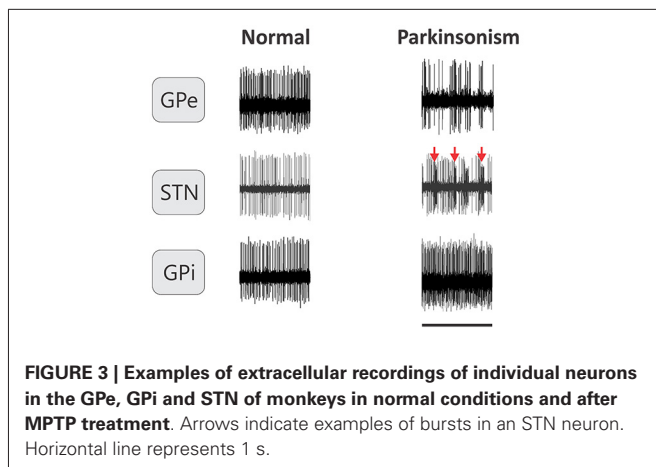 Normal Parkinsonism
GPe
STN
GPi
FIGURE 3 | Examples of extracellular recordings of individual neurons
in the GPe, GPi and STN of monkeys in normal conditions and after
MPTP treatment. Arrows indicate examples of bursts in an STN neuron.
Horizontal line represents 1 s.